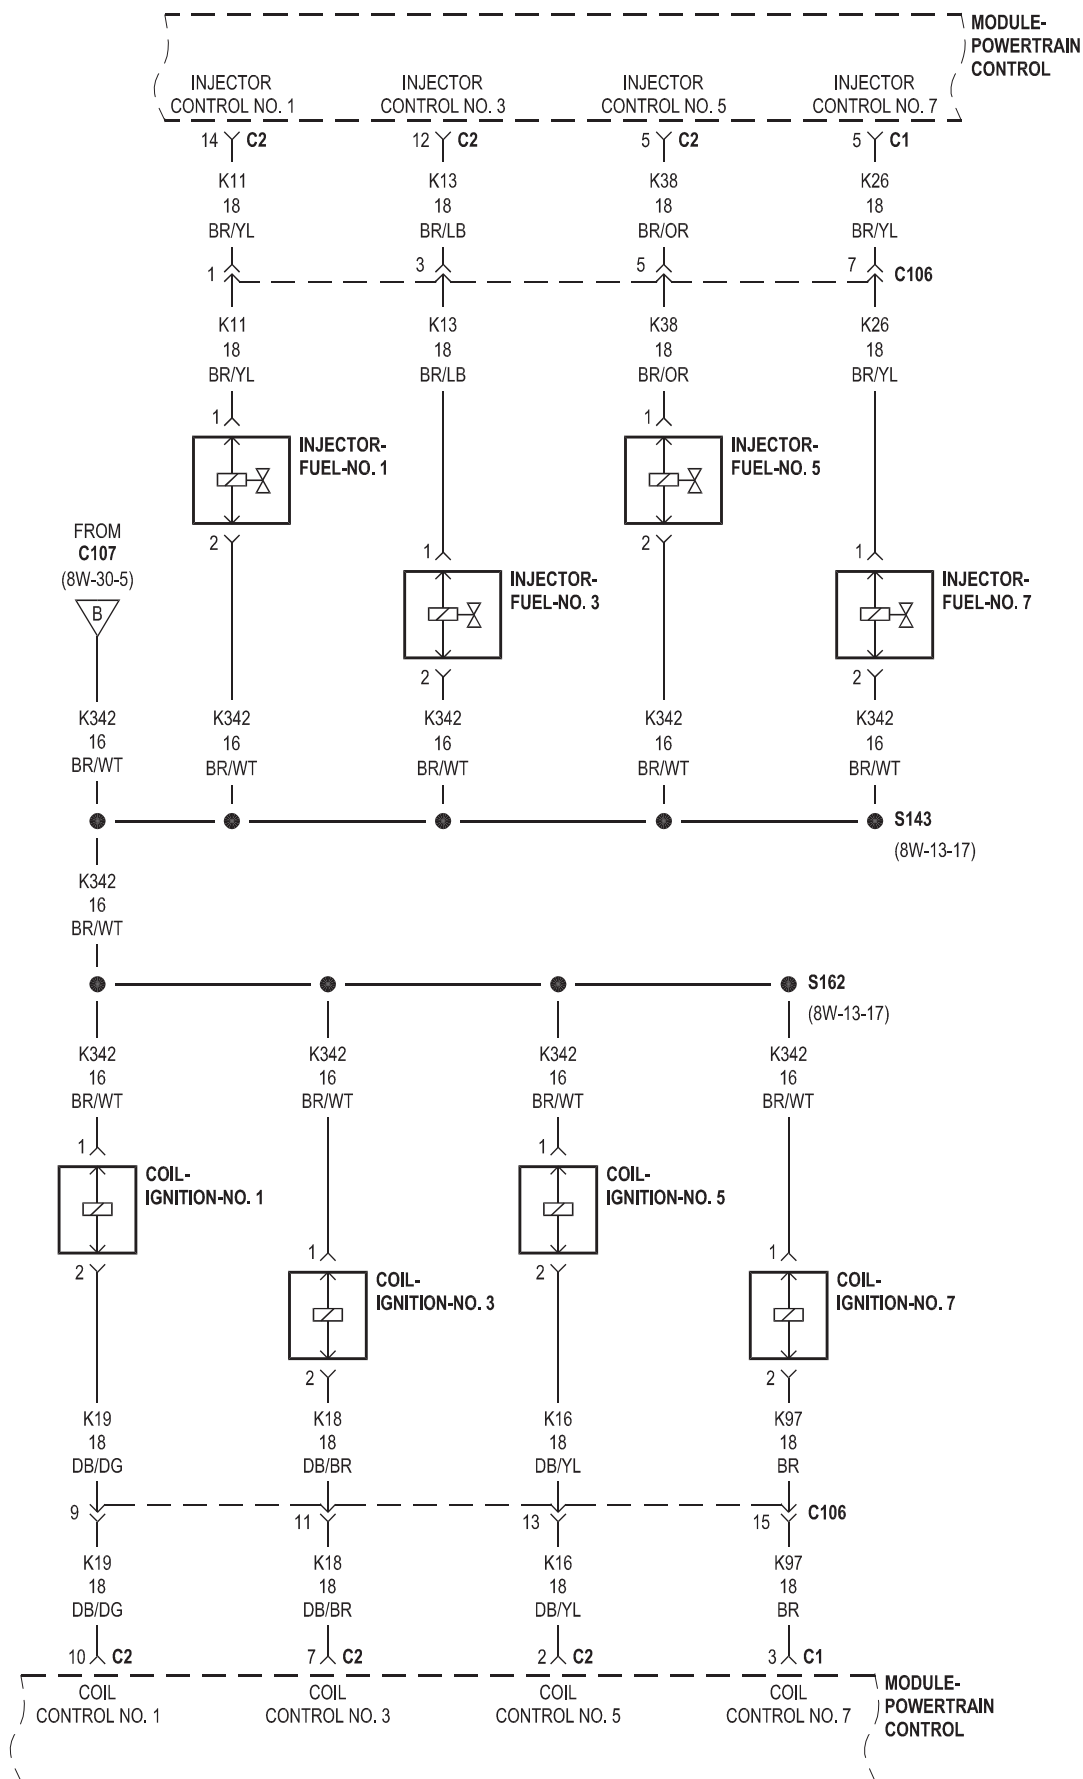 MODULE-
POWERTRAIN
CONTROL
INJECTOR
CONTROL NO. 1
INJECTOR
CONTROL NO. 3
INJECTOR
CONTROL NO. 5
INJECTOR
CONTROL NO. 7
14 C2 12 C2 5 C2 5 C1
K11 K13 K38 K26
18 18 18 18
BR/YL BR/LB BR/OR BR/YL
1 3 5 7 C106
K11 K13 K38 K26
18 18 18 18
BR/YL BR/LB BR/OR BR/YL
1 1
INJECTOR-
FUEL-NO. 1
INJECTOR-
FUEL-NO. 5
2 2
FROM
C107
(8W-30-5)
B
1 1
INJECTOR-
FUEL-NO. 3
INJECTOR-
FUEL-NO. 7
2 2
K342 K342 K342 K342 K342
16 16 16 16 16
BR/WT BR/WT BR/WT BR/WT BR/WT
S143
(8W-13-17)
K342
16
BR/WT
S162
(8W-13-17)
K342 K342 K342 K342
16 16 16 16
BR/WT BR/WT BR/WT BR/WT
1 1
COIL-
IGNITION-NO. 1
COIL-
IGNITION-NO. 5
2 2
1 1
COIL-
IGNITION-NO. 3
COIL-
IGNITION-NO. 7
2 2
K19 K18 K16 K97
18 18 18 18
DB/DG DB/BR DB/YL BR
9 11 13 15 C106
K19 K18 K16 K97
18 18 18 18
DB/DG DB/BR DB/YL BR
10 C2 7 C2 2 C2 3 C1
COIL
CONTROL NO. 1
COIL
CONTROL NO. 3
COIL
CONTROL NO. 5
COIL
CONTROL NO. 7
MODULE-
POWERTRAIN
CONTROL